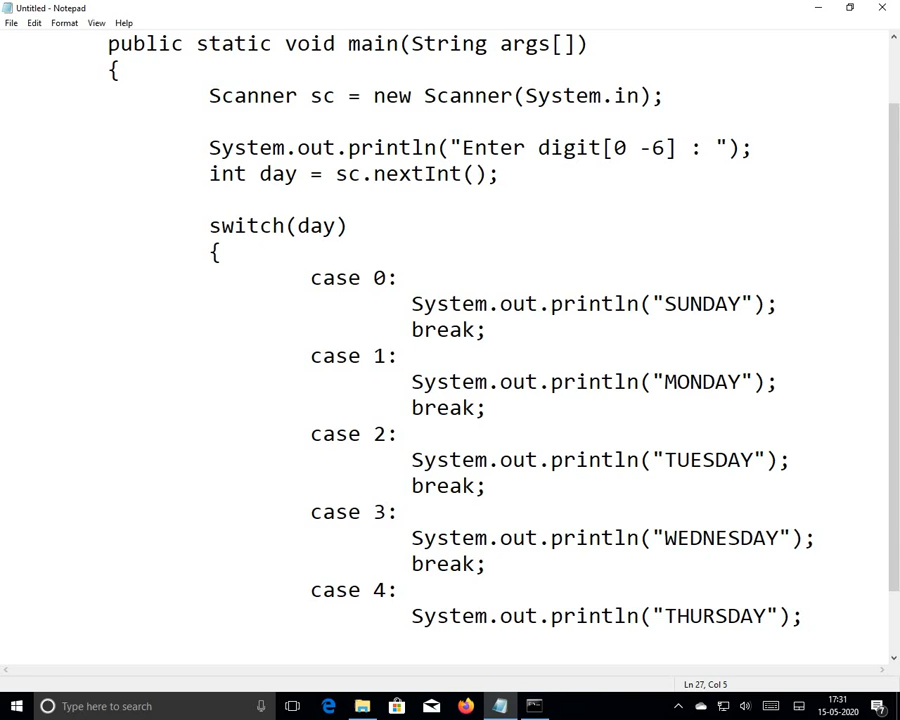 Untitled - Notepad
File Edit Format View Help
public static void main(String args[])
{
Scanner sc = new Scanner(System.in);
System.out.println("Enter digit[0 -6] : ");
int day = sc.nextInt();
switch(day)
{
case 0:
System.out.println("SUNDAY");
break;
case 1:
System.out.println("MONDAY");
break;
case 2:
System.out.println("TUESDAY");
break;
case 3:
System.out.println("WEDNESDAY");
break;
case 4:
System.out.println("THURSDAY");
Ln 27, Col 5
Type here to search
17:31
15-05-2020
7